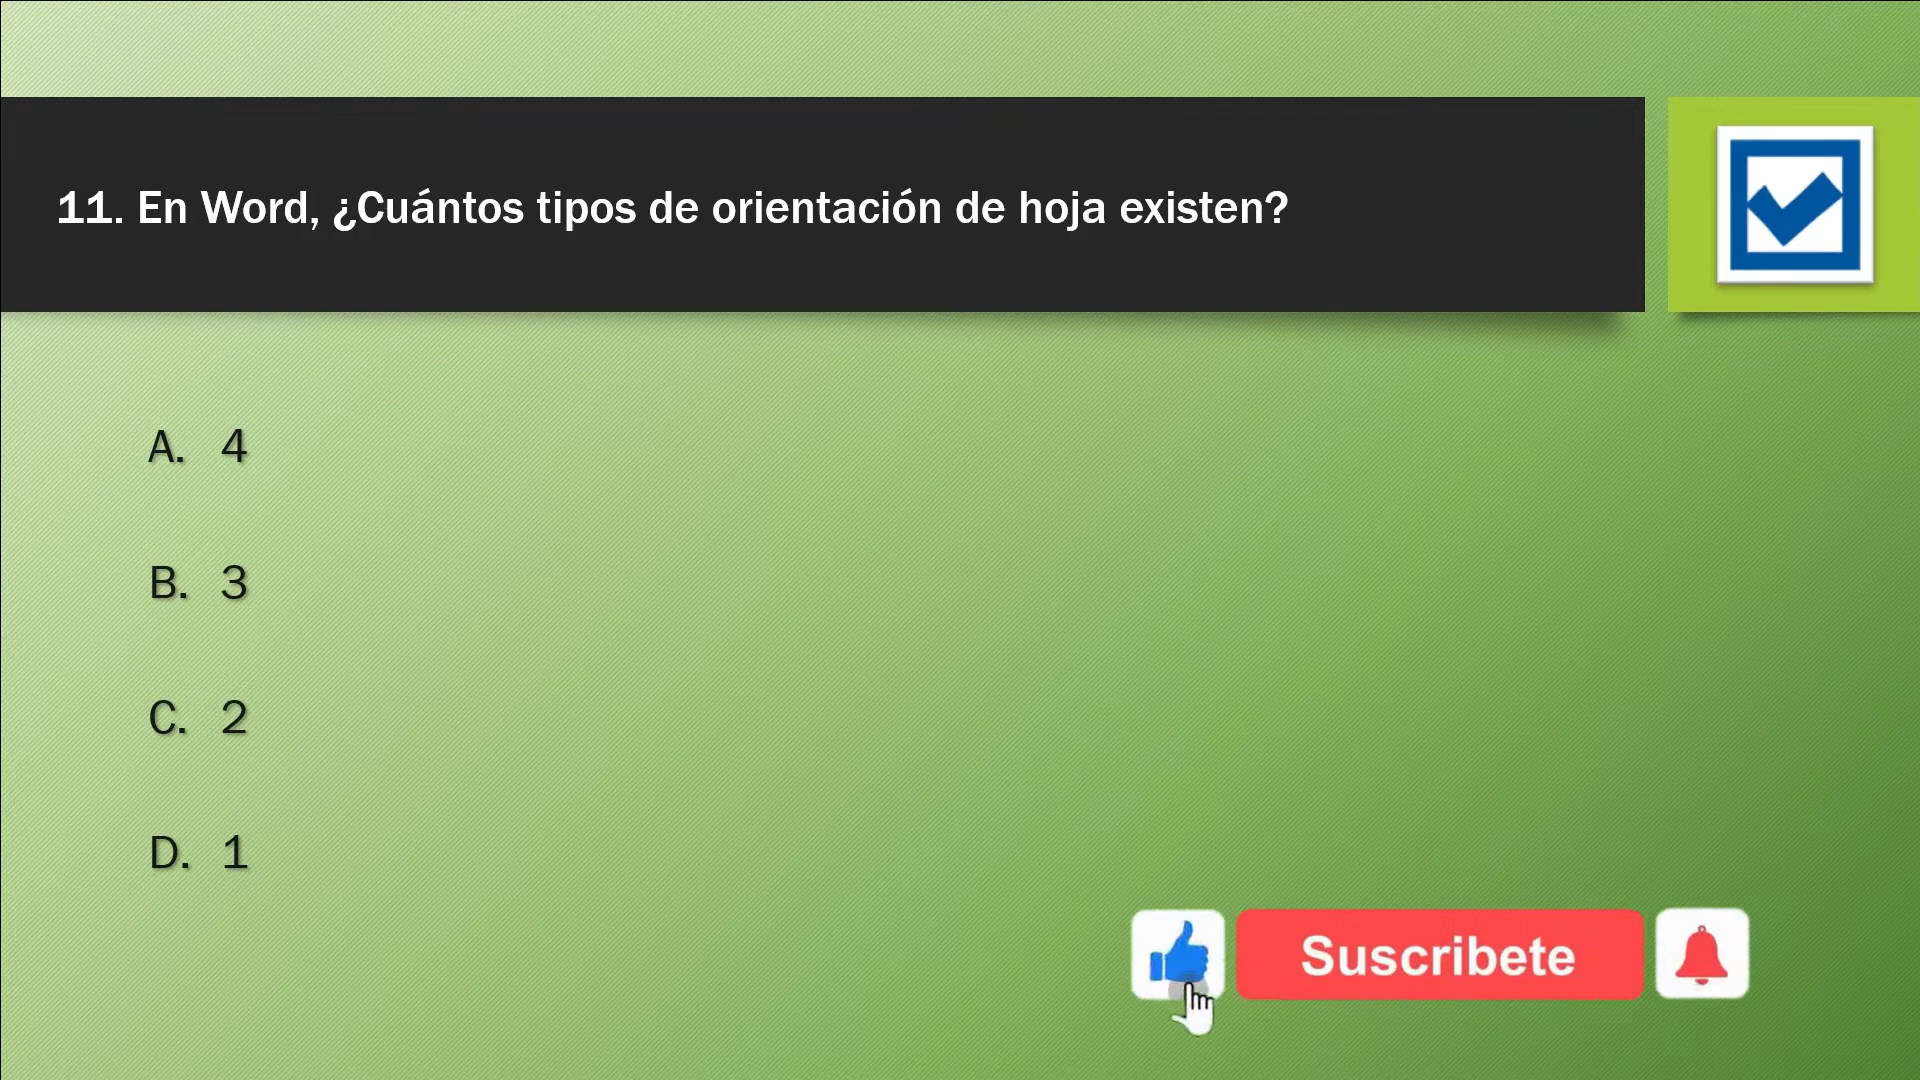 11. En Word, ¿Cuántos tipos de orientación de hoja existen?
A. 4
B. 3
C. 2
D. 1
Suscribete